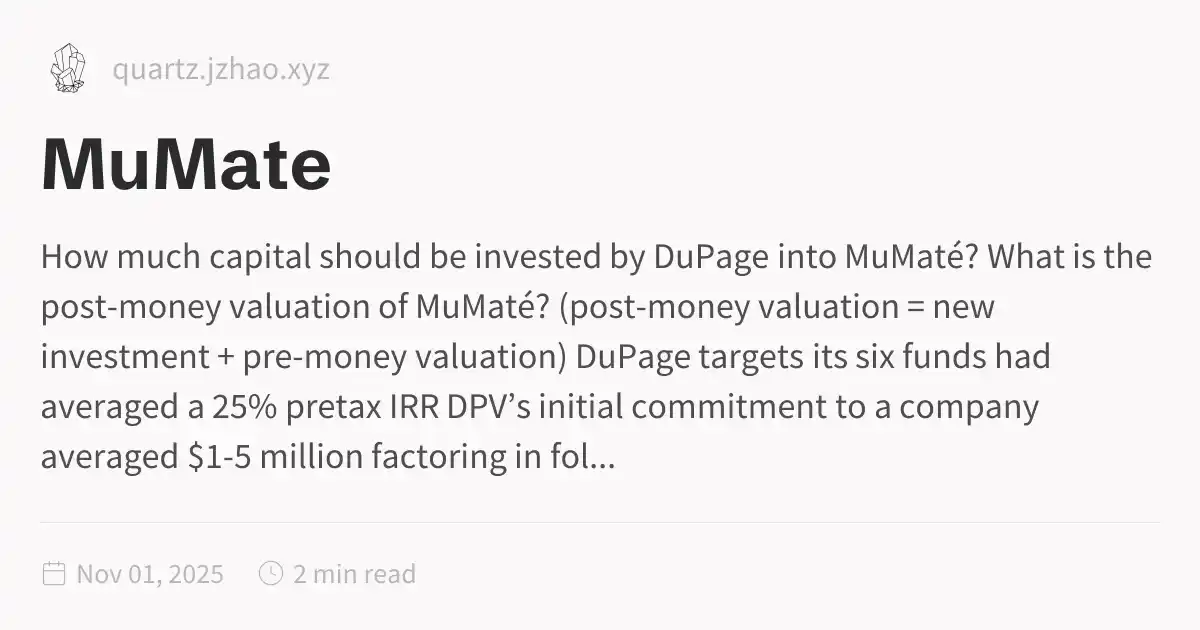 quartz.jzhao.xyz
MuMate
How much capital should be invested by DuPage into MuMaté? What is the
post-money valuation of MuMaté? (post-money valuation = new
investment + pre-money valuation) DuPage targets its six funds had
averaged a 25% pretax IRR DPV’s initial commitment to a company
averaged $1-5 million factoring in fol...
Nov 01, 2025 2 min read